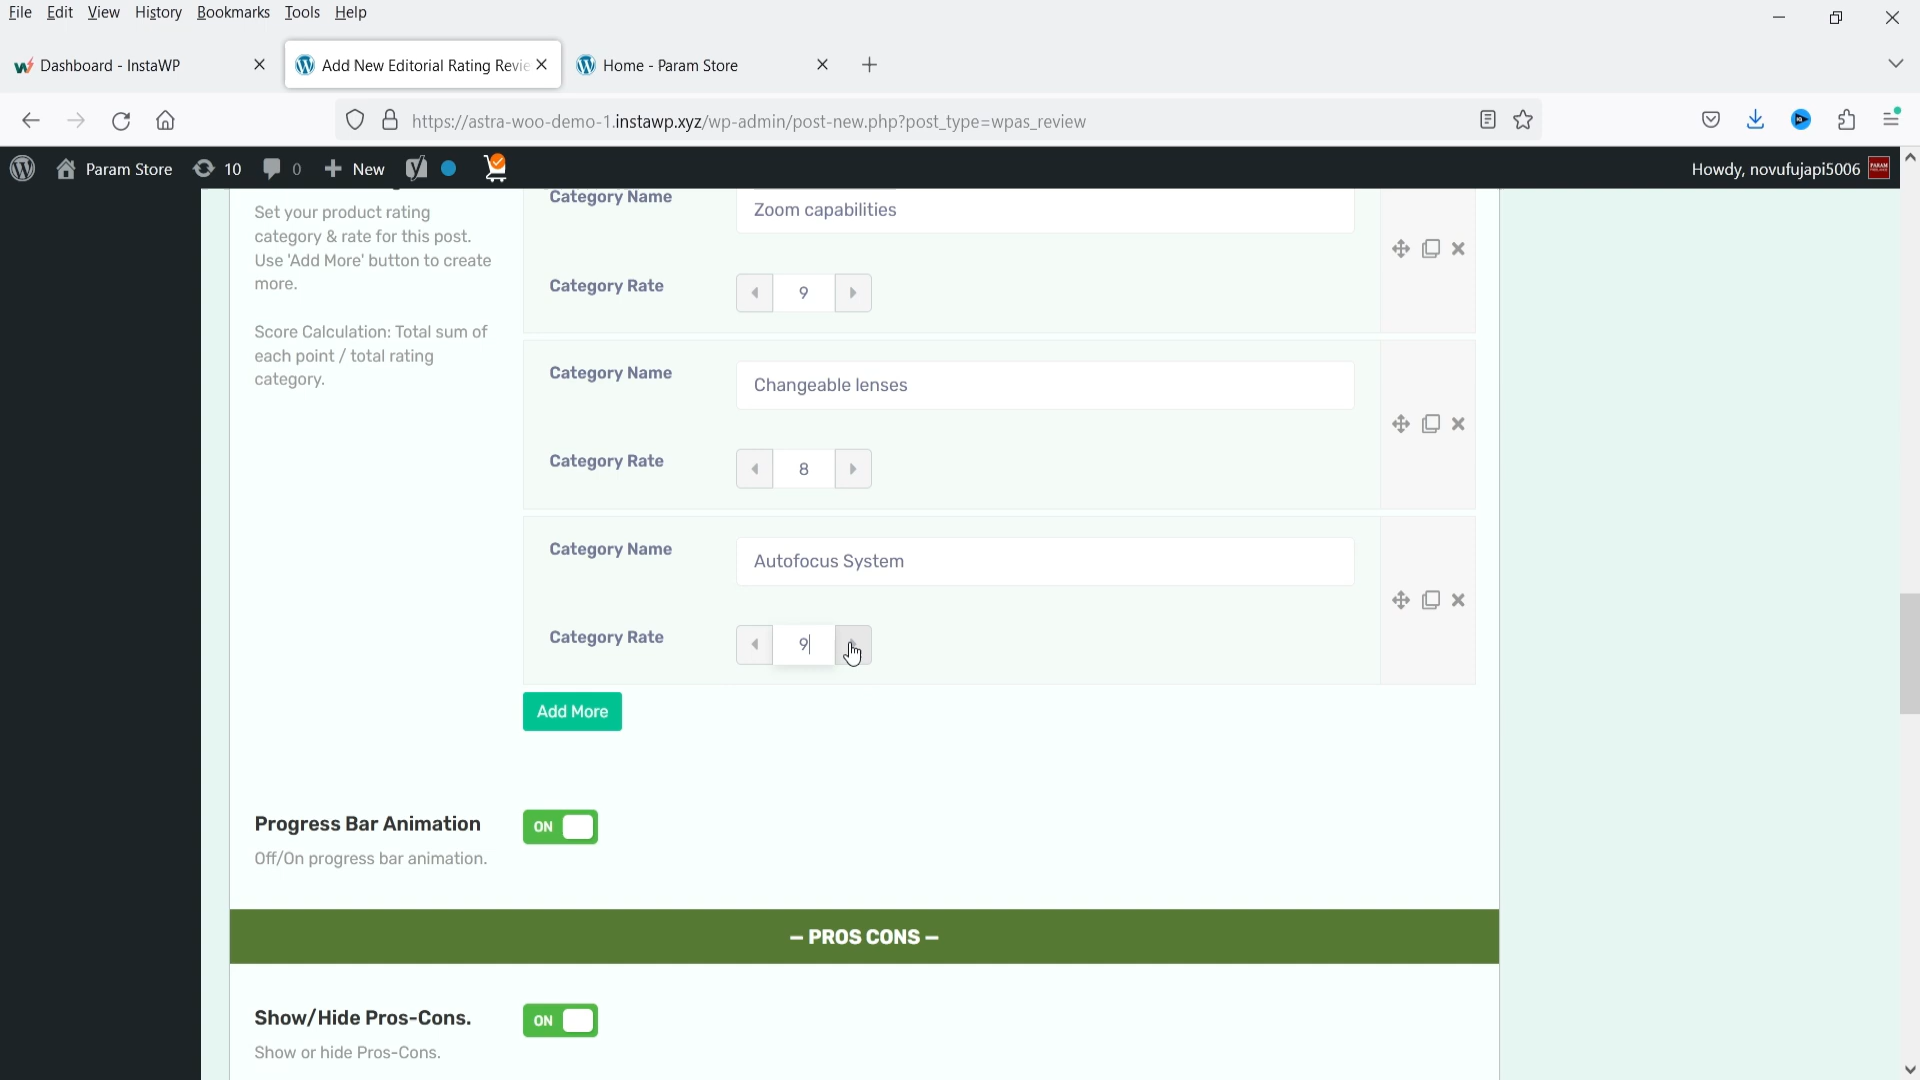 File Edit View History Bookmarks Tools Help
Dashboard - InstaWP
Add New Editorial Rating Revie
Home - Param Store
https://astra-woo-demo-1.instawp.xyz/wp-admin/post-new.php?post_type=wpas_review
Param Store 10 0 New
Howdy, novufujapi5006
Category Name
Zoom capabilities
Set your product rating
category & rate for this post.
Use 'Add More' button to create
more.
Category Rate
9
Score Calculation: Total sum of
each point / total rating
category.
Category Name
Changeable lenses
Category Rate
8
Category Name
Autofocus System
Category Rate
9
Add More
Progress Bar Animation
ON
Off/On progress bar animation.
– PROS CONS –
Show/Hide Pros-Cons.
ON
Show or hide Pros-Cons.